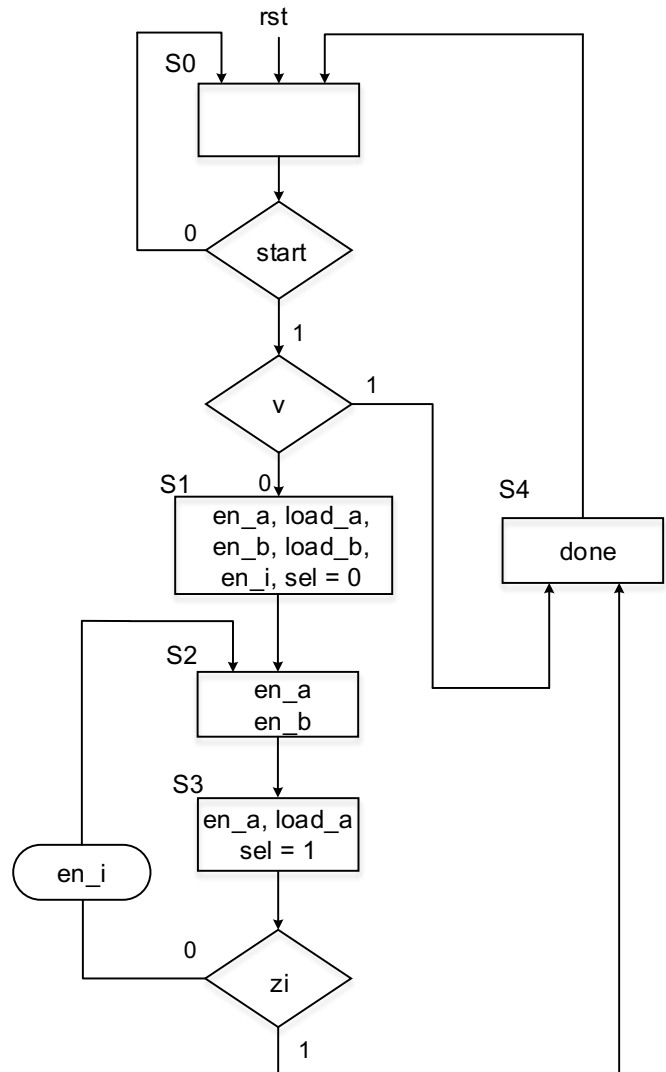 rst
S0
0
start
1
v
1
0
S1
en_a, load_a,
en_b, load_b,
en_i, sel = 0
S4
done
S2
en_a
en_b
S3
en_a, load_a
sel = 1
en_i
0
zi
1